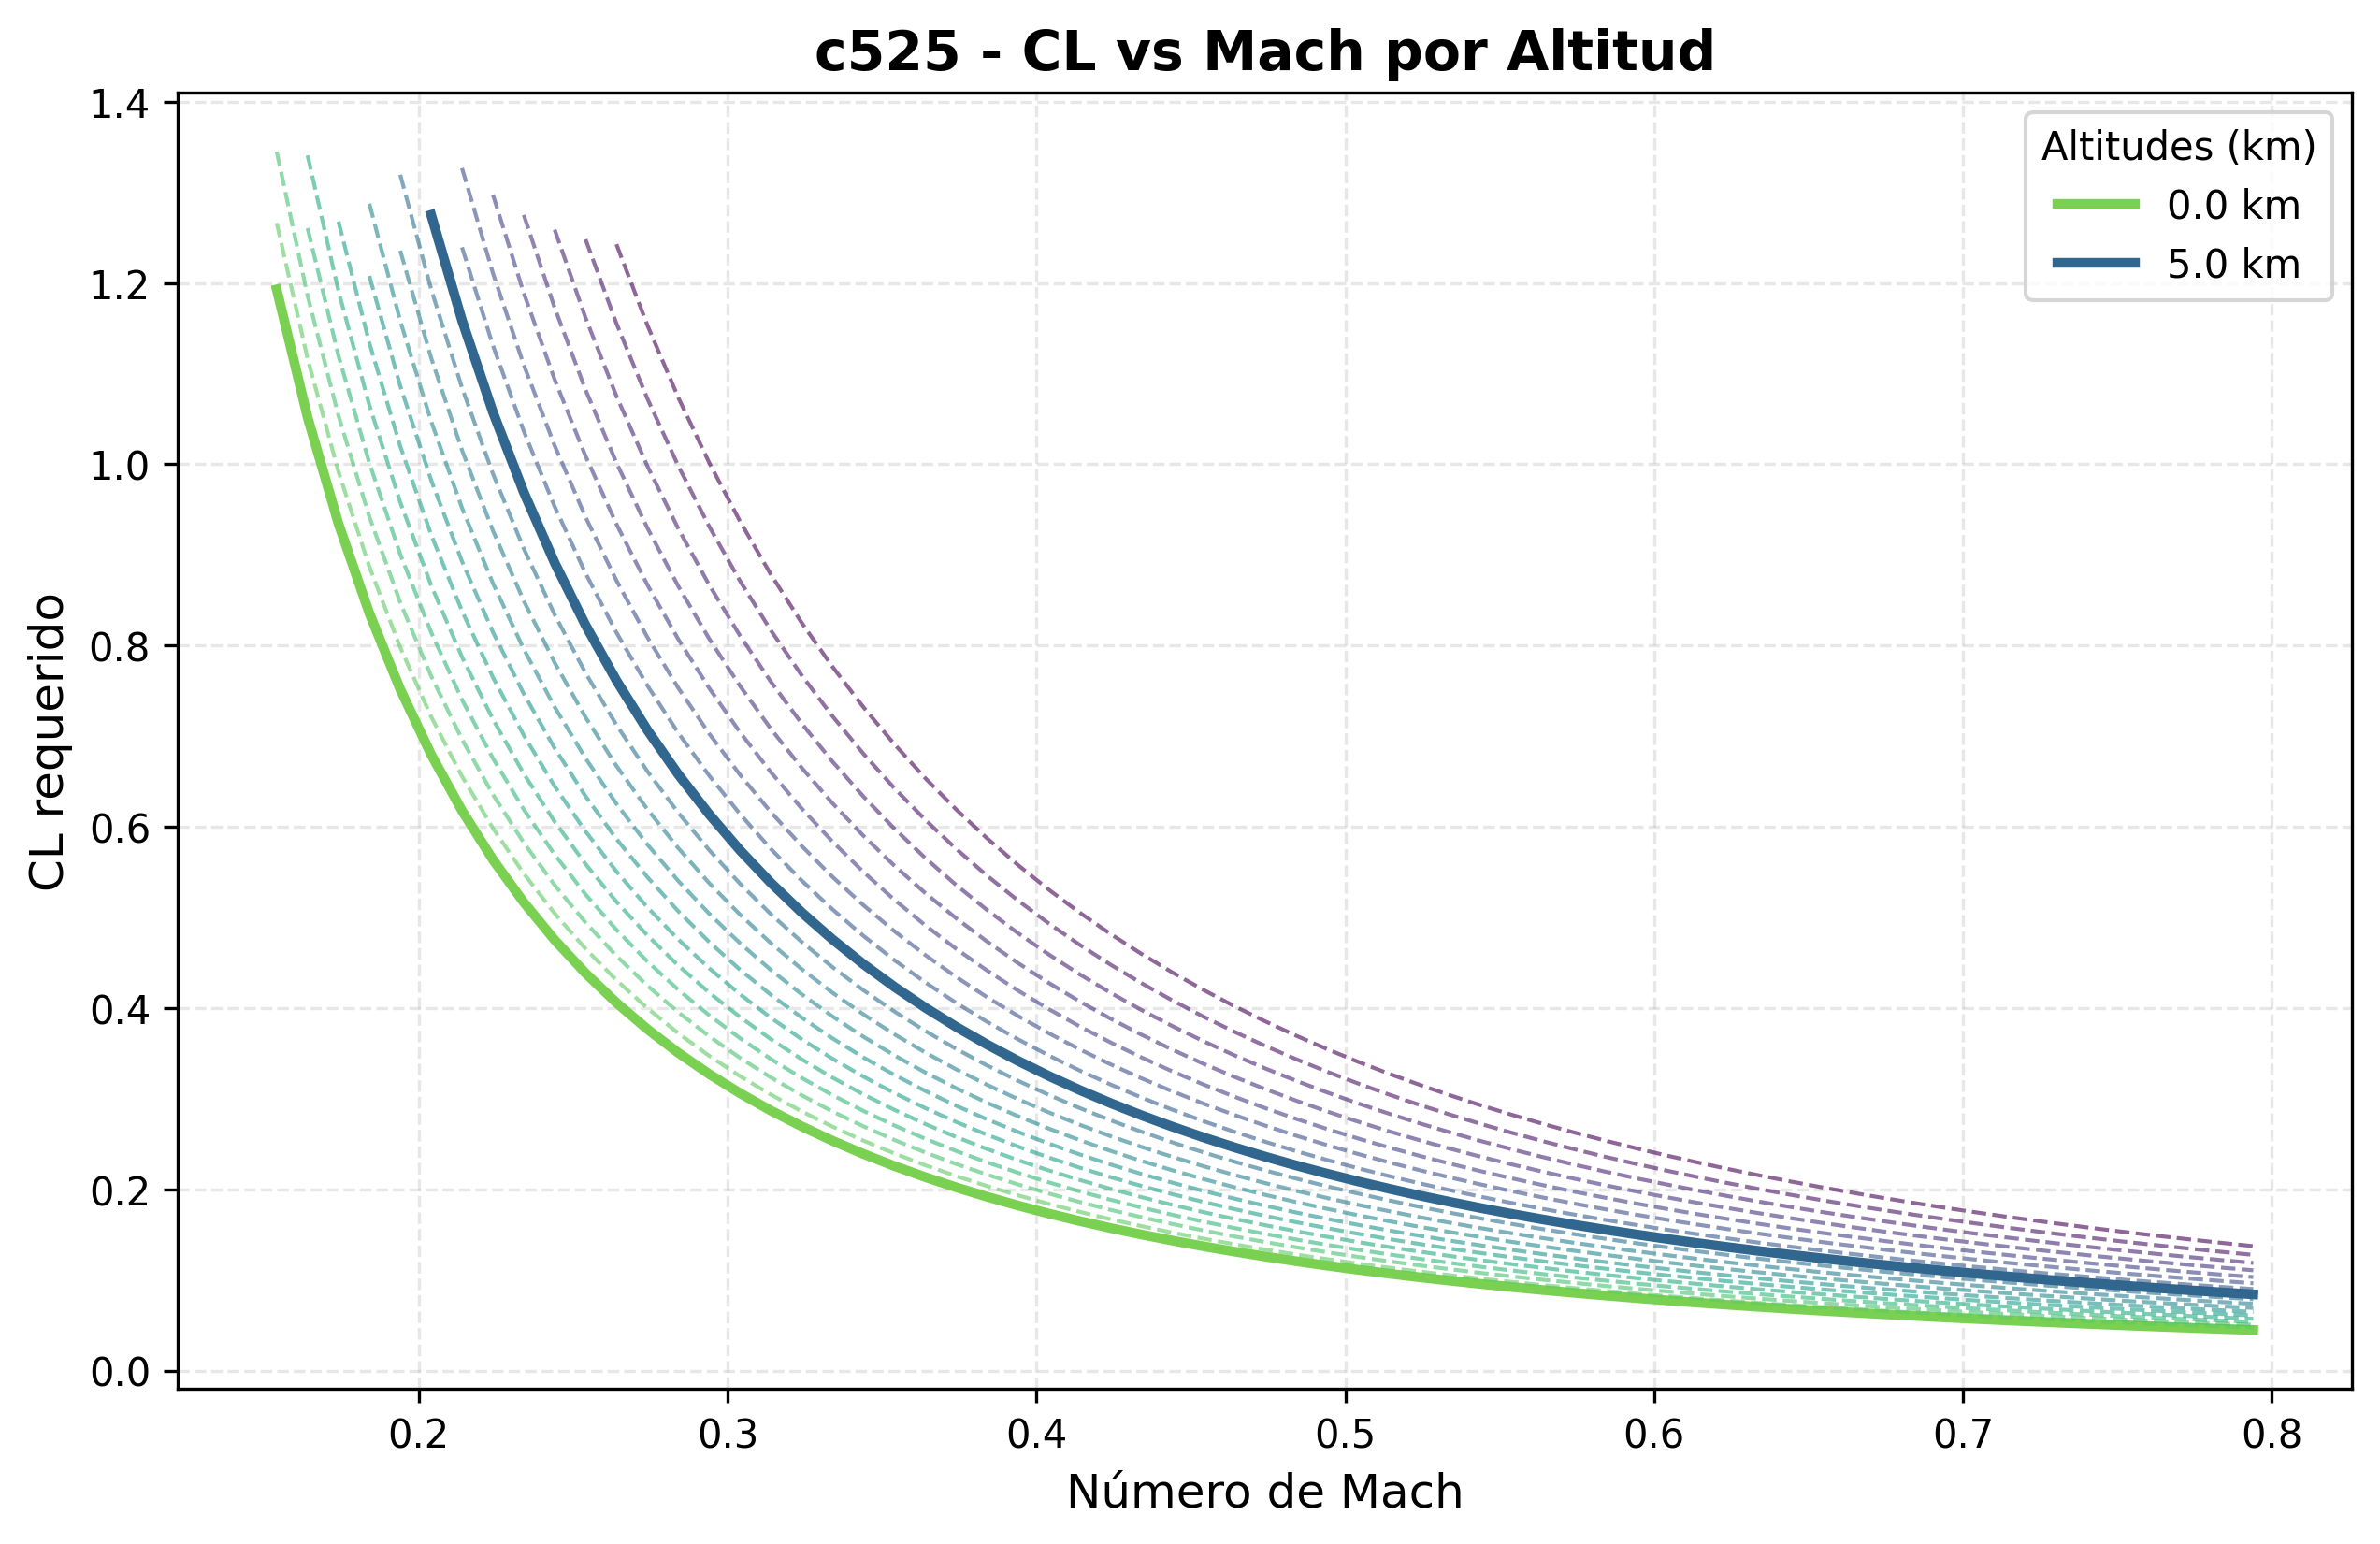 c525 - CL vs Mach por Altitud
1.4
1.2
1.0
0.8
0.6
0.4
0.2
0.0
CL requerido
Altitudes (km)
0.0 km
5.0 km
0.2 0.3 0.4 0.5 0.6 0.7 0.8
Número de Mach